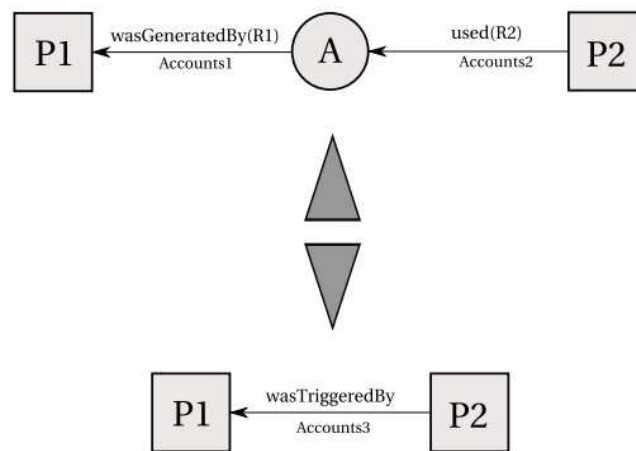 P1 wasGeneratedBy(R1) A used(R2) P2
Accounts1 Accounts2
P1 wasTriggeredBy P2
Accounts3